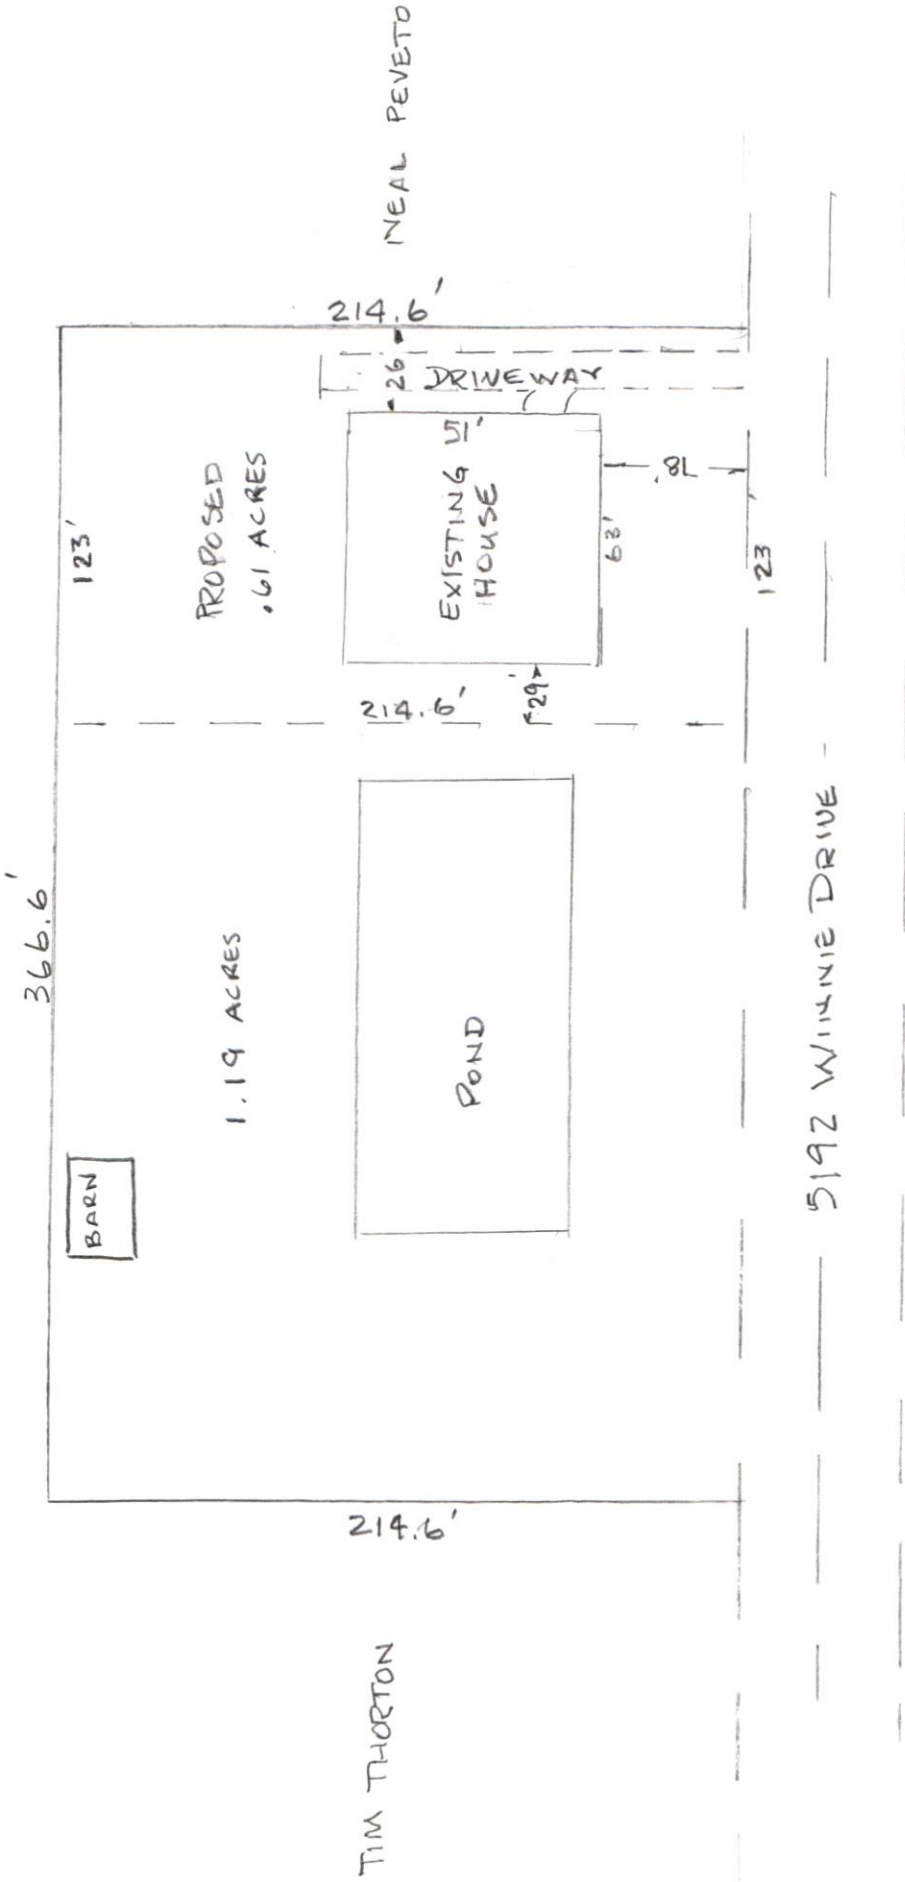 366.6'
123'
BARN
1.19 ACRES
PROPOSED
.61 ACRES
TIM THORTON
214.6'
214.6'
214.6'
NEAL PEVETO
26
DRIVEWAY
EXISTING
HOUSE
51'
POND
29'
63'
78'
123'
5192 WINNIE DRIVE